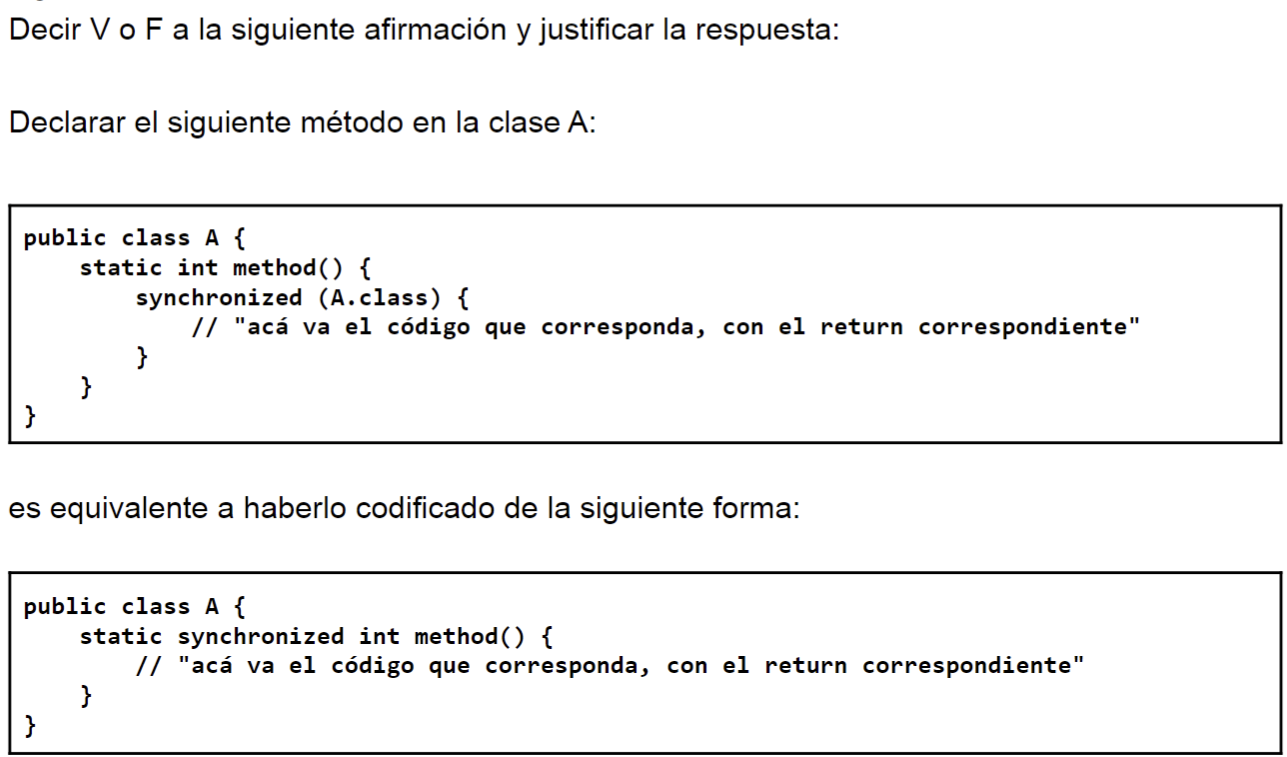 Decir V o F a la siguiente afirmación y justificar la respuesta:
Declarar el siguiente método en la clase A:
public class A {
    static int method() {
        synchronized (A.class) {
            // "acá va el código que corresponda, con el return correspondiente"
        }
    }
}
es equivalente a haberlo codificado de la siguiente forma:
public class A {
    static synchronized int method() {
        // "acá va el código que corresponda, con el return correspondiente"
    }
}